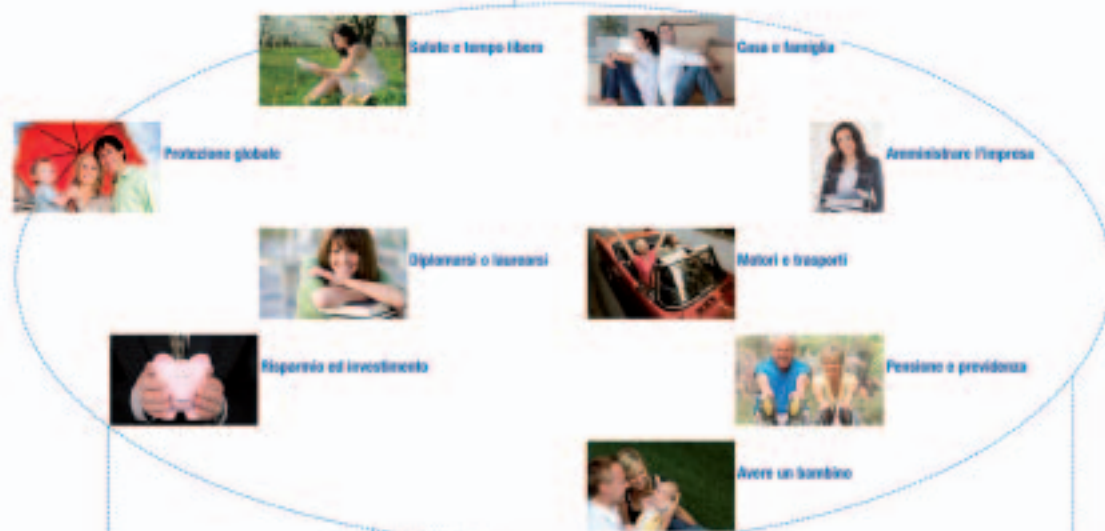 Salute e tempo libero
Casa e famiglia
Protezione globale
Amministrare l'impresa
Diplomarsi o laurearsi
Motori e trasporti
Risparmio ed investimento
Pensione e previdenza
Avere un bambino